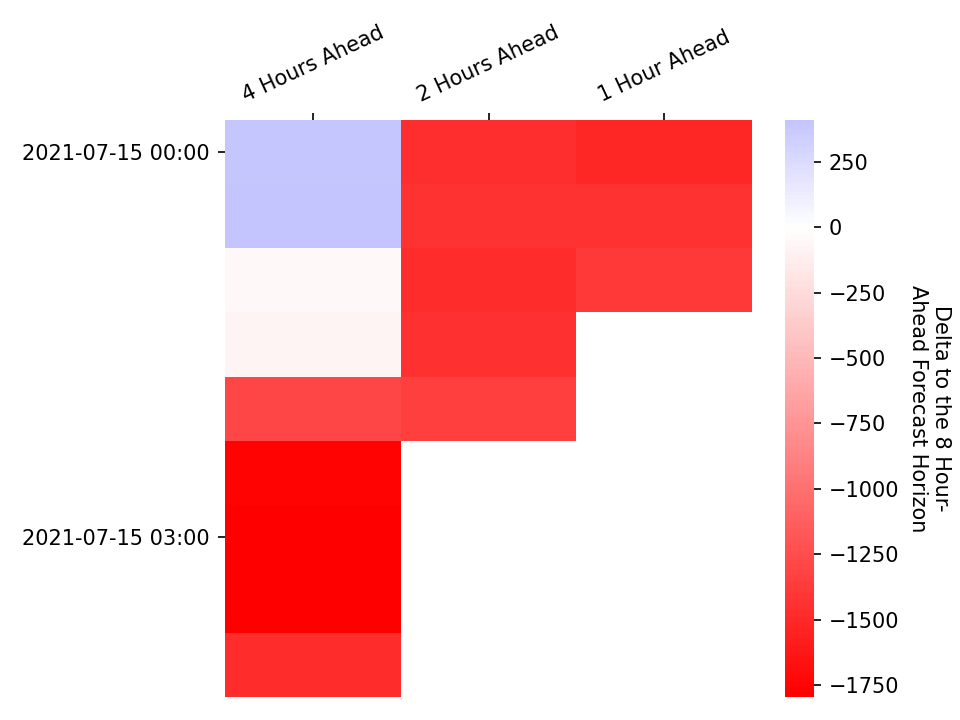 4 Hours Ahead
2 Hours Ahead
1 Hour Ahead
2021-07-15 00:00
2021-07-15 03:00
250
0
−250
−500
−750
−1000
−1250
−1500
−1750
Delta to the 8 Hour-
Ahead Forecast Horizon